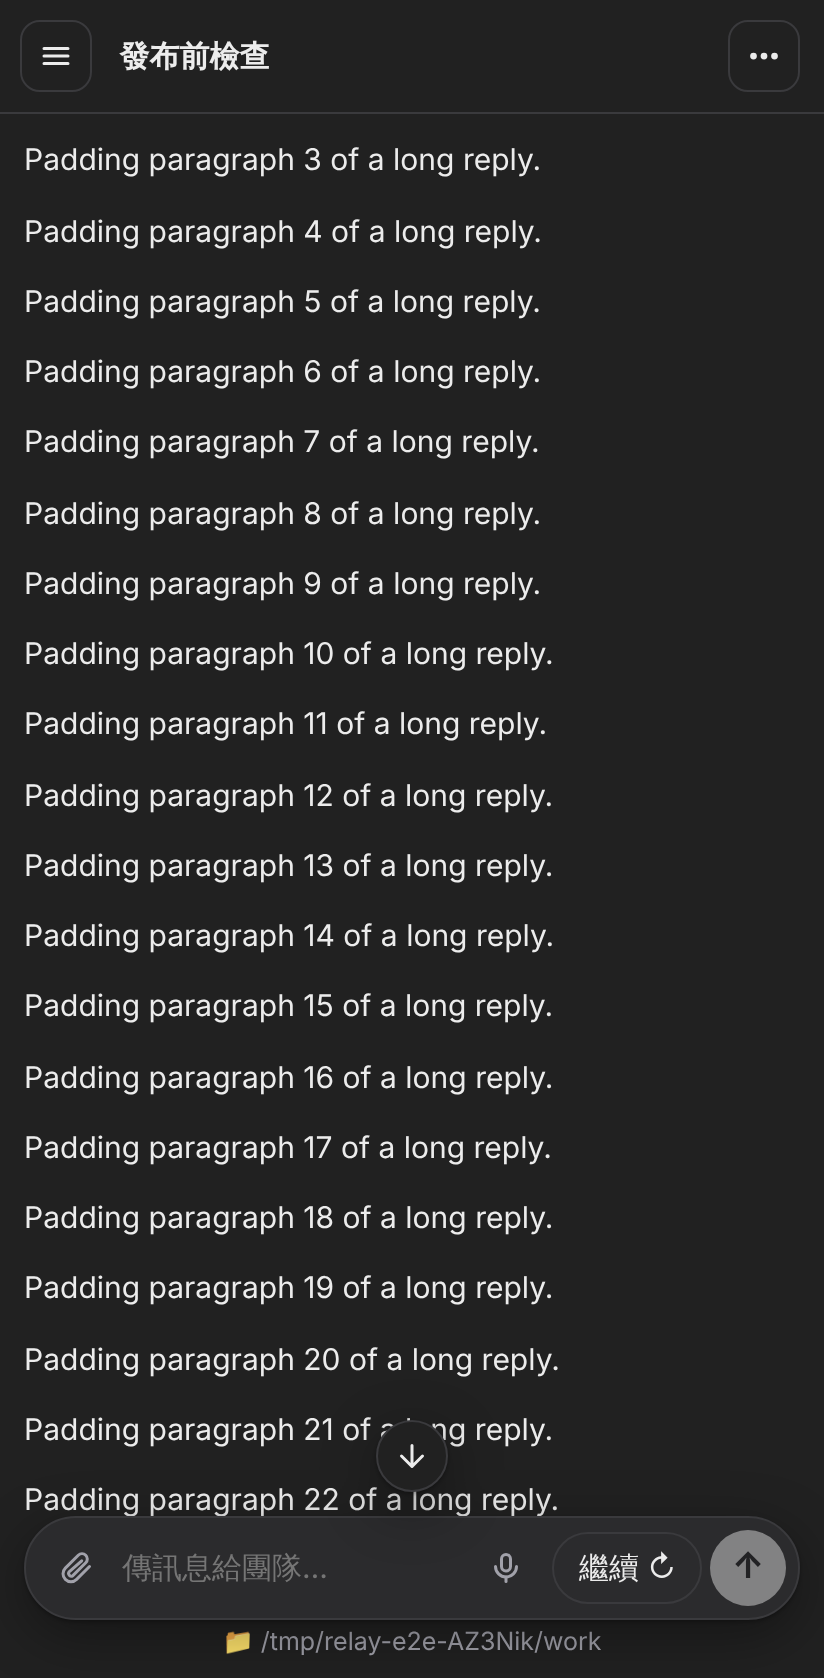 發布前檢查
Padding paragraph 3 of a long reply.
Padding paragraph 4 of a long reply.
Padding paragraph 5 of a long reply.
Padding paragraph 6 of a long reply.
Padding paragraph 7 of a long reply.
Padding paragraph 8 of a long reply.
Padding paragraph 9 of a long reply.
Padding paragraph 10 of a long reply.
Padding paragraph 11 of a long reply.
Padding paragraph 12 of a long reply.
Padding paragraph 13 of a long reply.
Padding paragraph 14 of a long reply.
Padding paragraph 15 of a long reply.
Padding paragraph 16 of a long reply.
Padding paragraph 17 of a long reply.
Padding paragraph 18 of a long reply.
Padding paragraph 19 of a long reply.
Padding paragraph 20 of a long reply.
Padding paragraph 21 of a long reply.
Padding paragraph 22 of a long reply.
傳訊息給團隊... 繼續
/tmp/relay-e2e-AZ3Nik/work